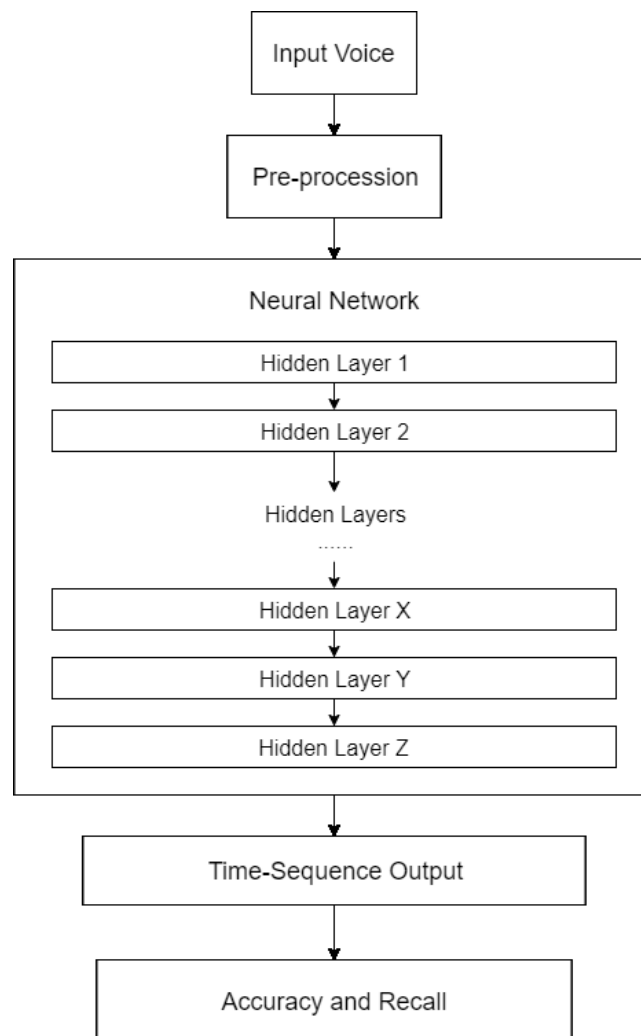 Input Voice
Pre-procession
Neural Network
Hidden Layer 1
Hidden Layer 2
Hidden Layers
......
Hidden Layer X
Hidden Layer Y
Hidden Layer Z
Time-Sequence Output
Accuracy and Recall